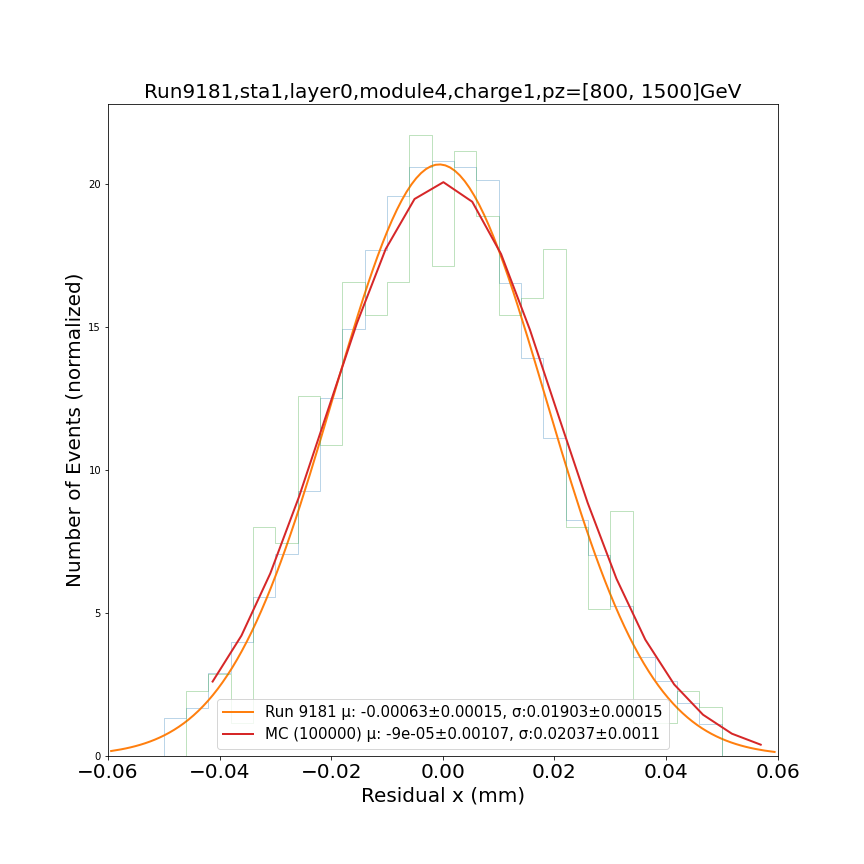 Run9181,sta1,layer0,module4,charge1,pz=[800, 1500]GeV
Number of Events (normalized)
20
15
10
5
0
Run 9181 μ: -0.00063±0.00015, σ:0.01903±0.00015
MC (100000) μ: -9e-05±0.00107, σ:0.02037±0.0011
−0.06 −0.04 −0.02 0.00 0.02 0.04 0.06
Residual x (mm)